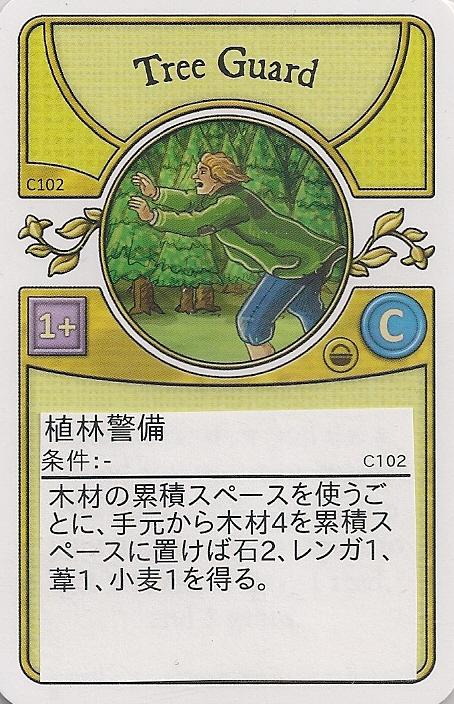 Tree Guard
C102
1+
C
植林警備
条件:-
C102
木材の累積スペースを使うご
とに、手元から木材4を累積ス
ペースに置けば石2、レンガ1、
葦1、小麦1を得る。